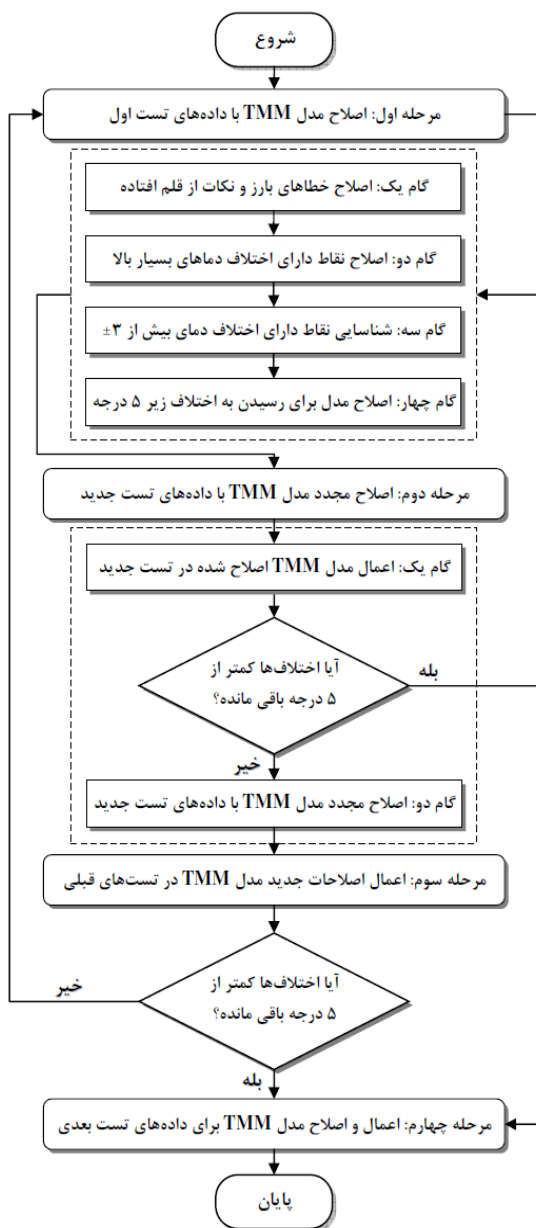 شروع
مرحله اول: اصلاح مدل TMM با داده‌های تست اول
گام یک: اصلاح خطاهای بارز و نکات از قلم افتاده
گام دو: اصلاح نقاط دارای اختلاف دماهای بسیار بالا
گام سه: شناسایی نقاط دارای اختلاف دمای بیش از ۳±
گام چهار: اصلاح مدل برای رسیدن به اختلاف زیر ۵ درجه
مرحله دوم: اصلاح مجدد مدل TMM با داده‌های تست جدید
گام یک: اعمال مدل TMM اصلاح شده در تست جدید
آیا اختلاف‌ها کمتر از
۵ درجه باقی مانده؟
بله
خیر
گام دو: اصلاح مجدد مدل TMM با داده‌های تست جدید
مرحله سوم: اعمال اصلاحات جدید مدل TMM در تست‌های قبلی
آیا اختلاف‌ها کمتر از
۵ درجه باقی مانده؟
خیر
بله
مرحله چهارم: اعمال و اصلاح مدل TMM برای داده‌های تست بعدی
پایان